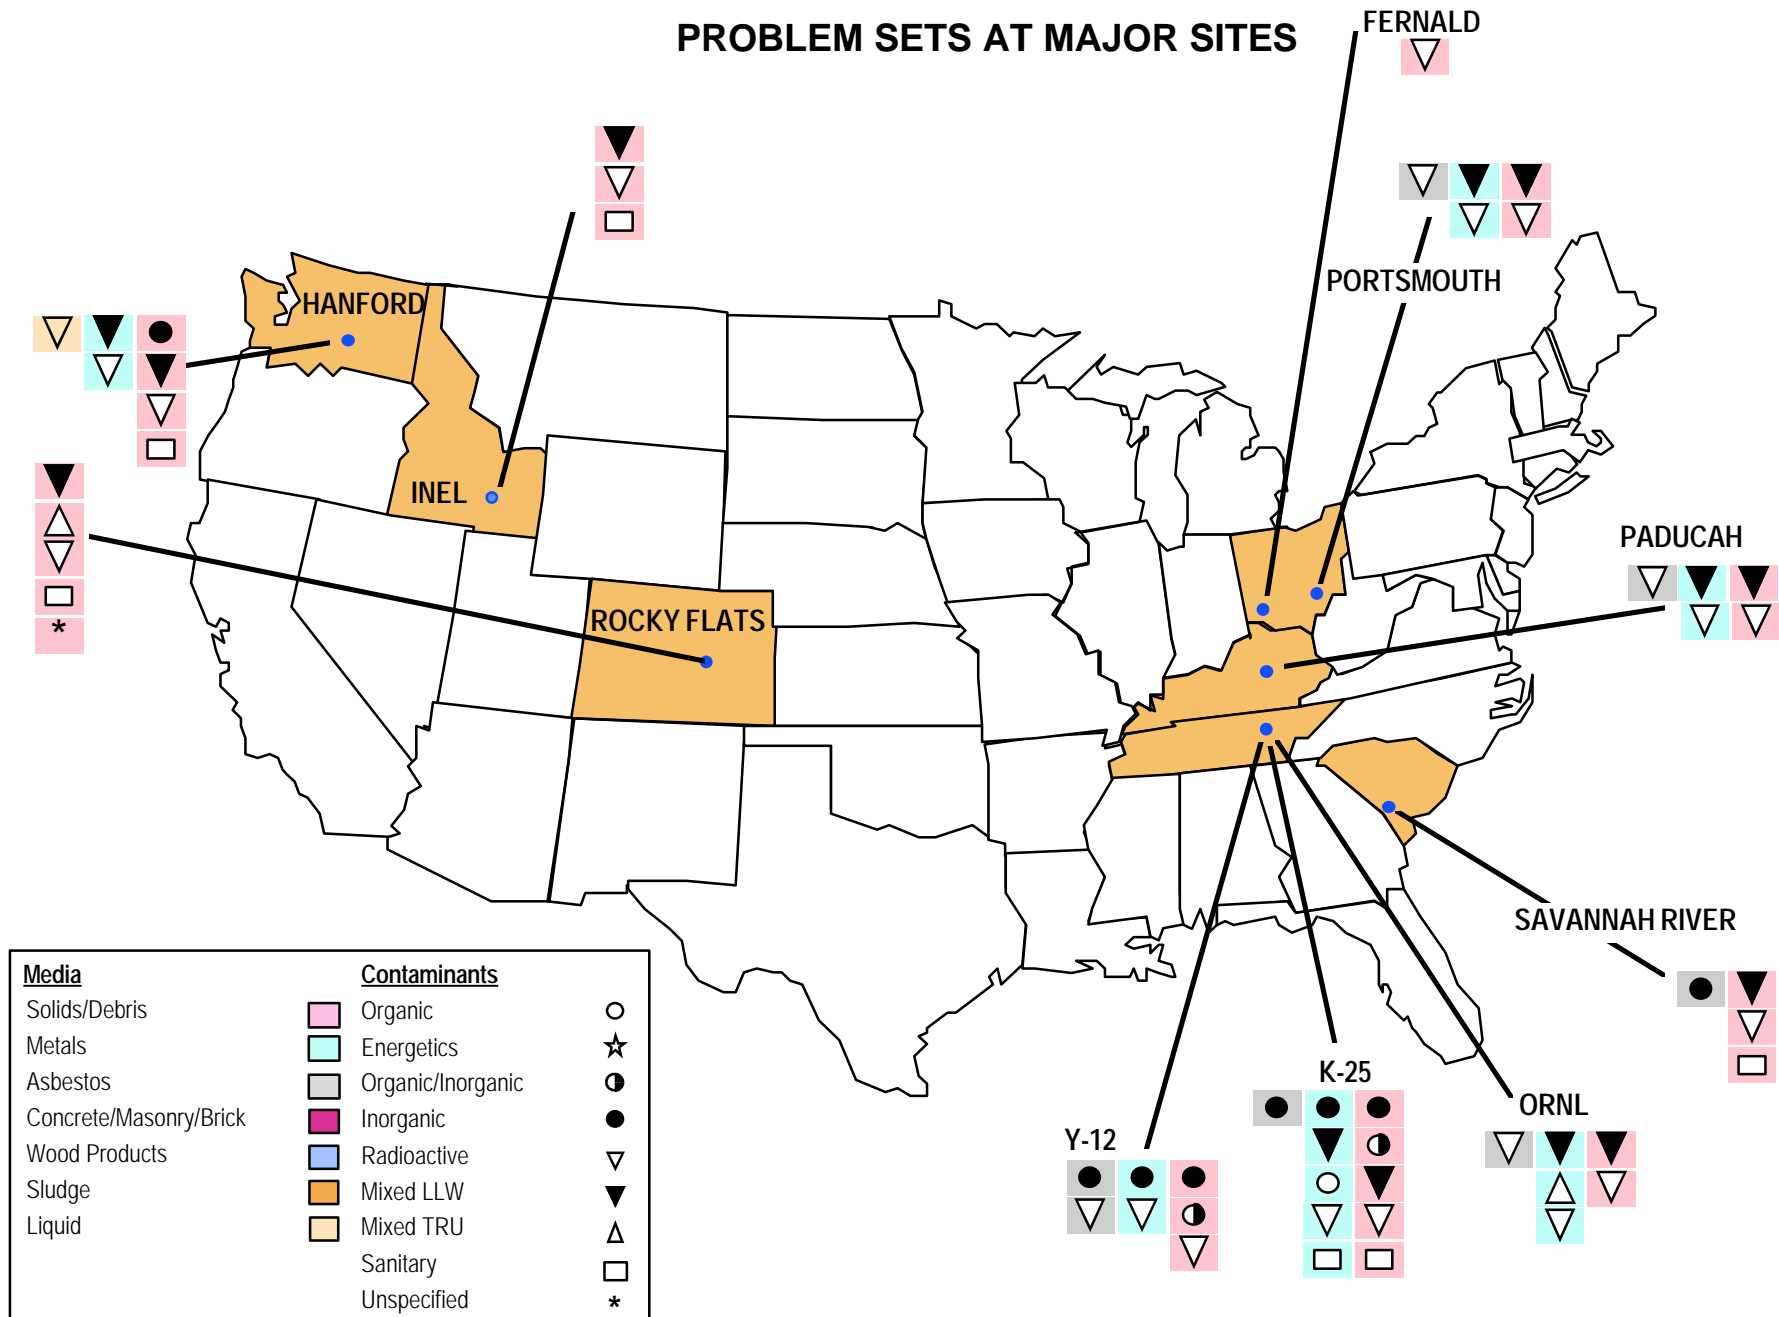 PROBLEM SETS AT MAJOR SITES
FERNALD
PORTSMOUTH
HANFORD
INEL
PADUCAH
ROCKY FLATS
SAVANNAH RIVER
K-25
ORNL
Y-12
*
Media Contaminants
Solids/Debris Organic
Metals Energetics
Asbestos Organic/Inorganic
Concrete/Masonry/Brick Inorganic
Wood Products Radioactive
Sludge Mixed LLW
Liquid Mixed TRU
Sanitary
Unspecified *